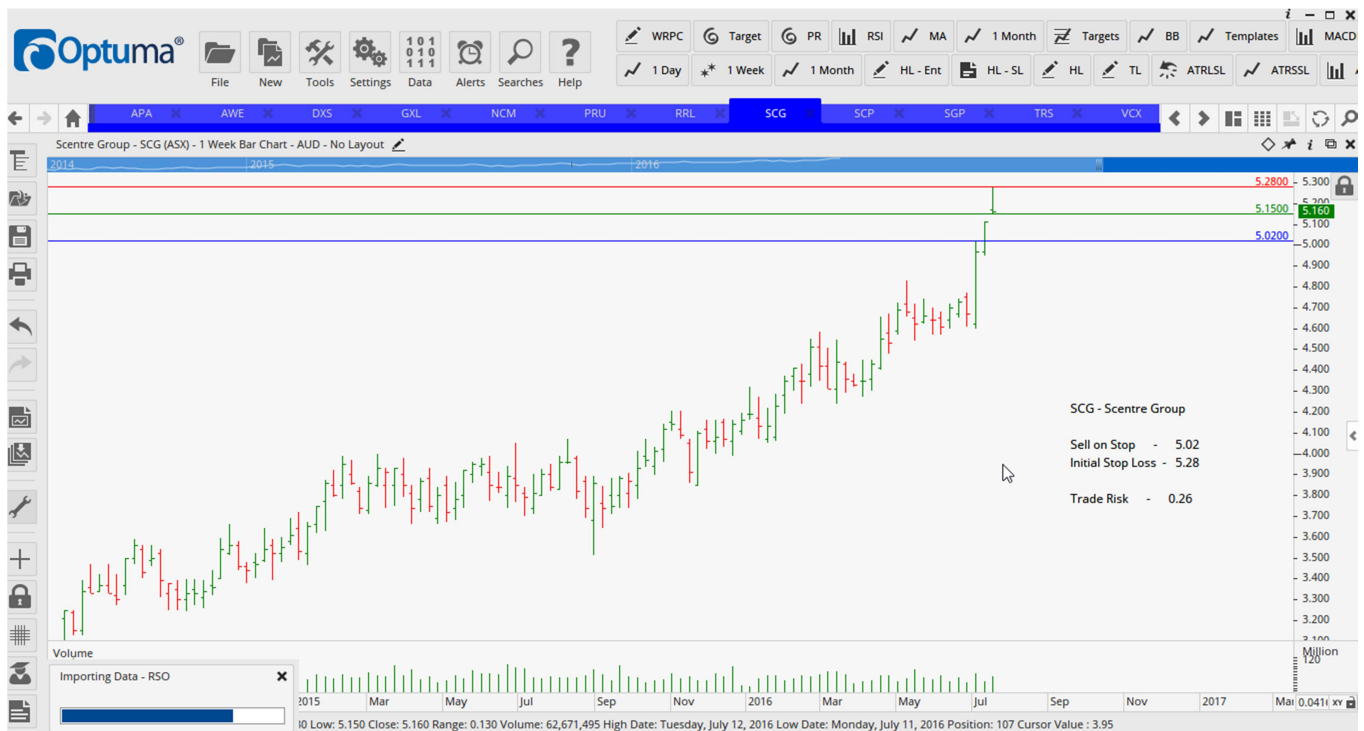 i
Optuma®
File New Tools Settings Data Alerts Searches Help
101
010
111
WRPC Target PR RSI MA 1 Month Targets BB Templates MACD
1 Day 1 Week 1 Month HL - Ent HL - SL HL TL ATRLSL ATRSSL
APA AWE DXS GXL NCM PRU RRL SCG SCP SGP TRS VCX
Scentre Group - SCG (ASX) - 1 Week Bar Chart - AUD - No Layout
2014 2015 2016
5.2800
5.300
5.200
5.1500
5.160
5.100
5.0200
5.000
4.900
4.800
4.700
4.600
4.500
4.400
4.300
4.200
4.100
4.000
3.900
3.800
3.700
3.600
3.500
3.400
3.300
3.200
3.100
SCG - Scentre Group
Sell on Stop - 5.02
Initial Stop Loss - 5.28
Trade Risk - 0.26
Volume
Million
120
Importing Data - RSO
2015 Mar May Jul Sep Nov 2016 Mar May Jul Sep Nov 2017 Mar
XY
Low: 5.150 Close: 5.160 Range: 0.130 Volume: 62,671,495 High Date: Tuesday, July 12, 2016 Low Date: Monday, July 11, 2016 Position: 107 Cursor Value : 3.95